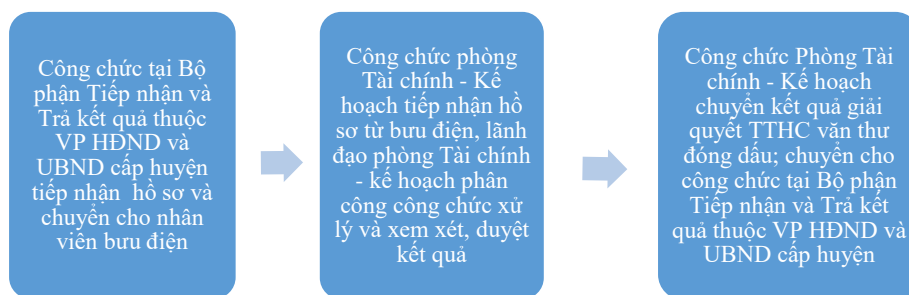 Công chức tại Bộ
phận Tiếp nhận và
Trả kết quả thuộc
VP HĐND và
UBND cấp huyện
tiếp nhận hồ sơ và
chuyển cho nhân
viên bưu điện
Công chức phòng
Tài chính - Kế
hoạch tiếp nhận hồ
sơ từ bưu điện, lãnh
đạo phòng Tài chính
- kế hoạch phân
công công chức xử
lý và xem xét, duyệt
kết quả
Công chức Phòng Tài
chính - Kế hoạch
chuyển kết quả giải
quyết TTHC văn thư
đóng dấu; chuyển cho
công chức tại Bộ phận
Tiếp nhận và Trả kết
quả thuộc VP HĐND và
UBND cấp huyện